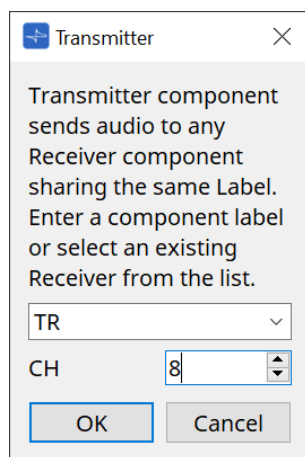 Transmitter
Transmitter component
sends audio to any
Receiver component
sharing the same Label.
Enter a component label
or select an existing
Receiver from the list.
TR
CH 8
OK Cancel